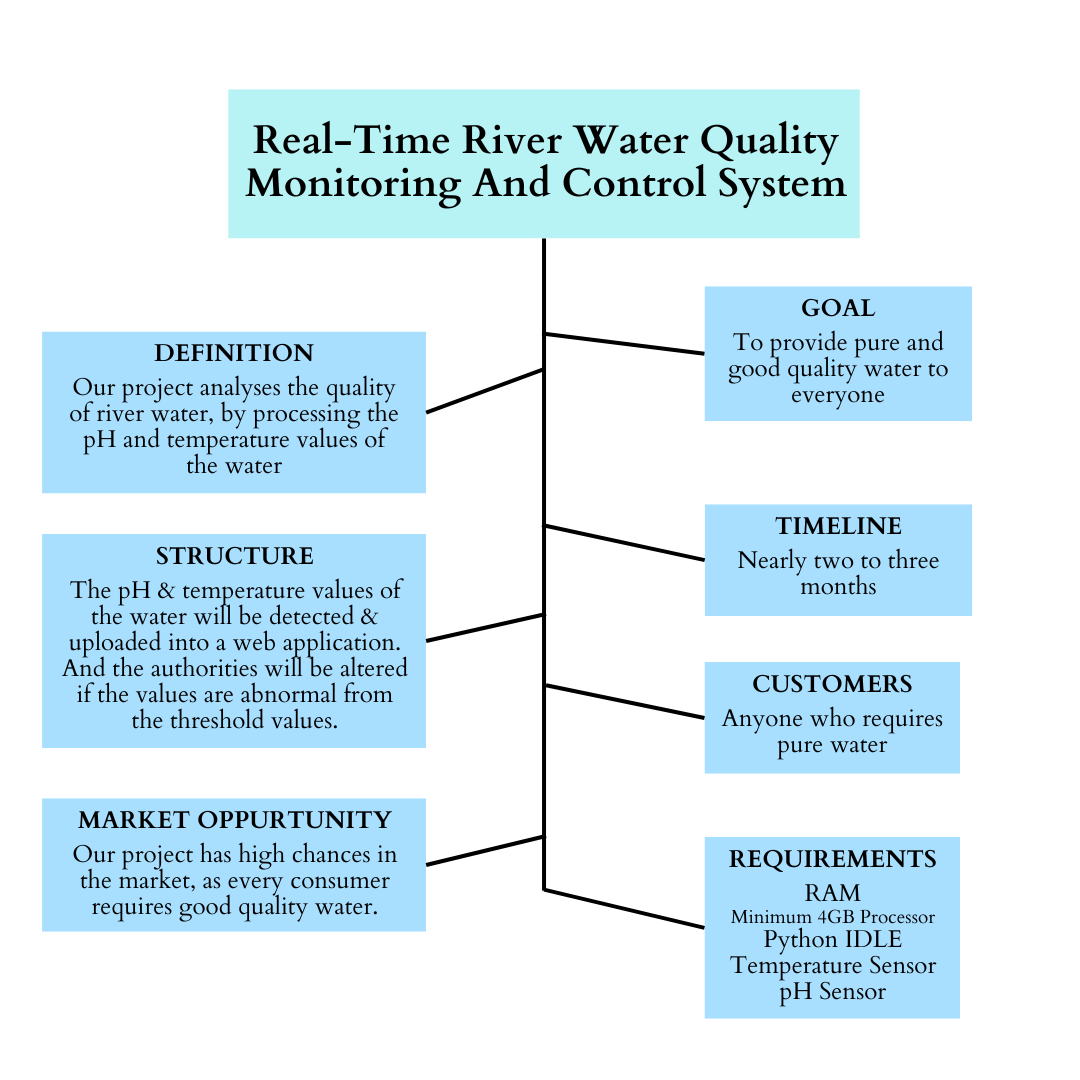 Real-Time River Water Quality
Monitoring And Control System
GOAL
To provide pure and
good quality water to
everyone
DEFINITION
Our project analyses the quality
of river water, by processing the
pH and temperature values of
the water
TIMELINE
Nearly two to three
months
STRUCTURE
The pH & temperature values of
the water will be detected &
uploaded into a web application.
And the authorities will be altered
if the values are abnormal from
the threshold values.
CUSTOMERS
Anyone who requires
pure water
MARKET OPPURTUNITY
Our project has high chances in
the market, as every consumer
requires good quality water.
REQUIREMENTS
RAM
Minimum 4GB Processor
Python IDLE
Temperature Sensor
pH Sensor